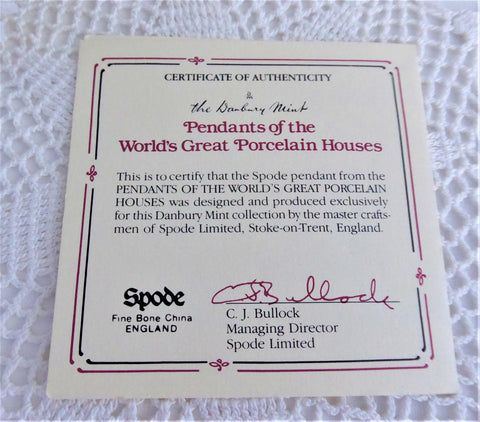 CERTIFICATE OF AUTHENTICITY
the Danbury Mint
Pendants of the
World's Great Porcelain Houses
This is to certify that the Spode pendant from the
PENDANTS OF THE WORLD'S GREAT PORCELAIN
HOUSES was designed and produced exclusively
for this Danbury Mint collection by the master crafts-
men of Spode Limited, Stoke-on-Trent, England.
Spode
Fine Bone China
ENGLAND
C. J. Bullock
C. J. Bullock
Managing Director
Spode Limited